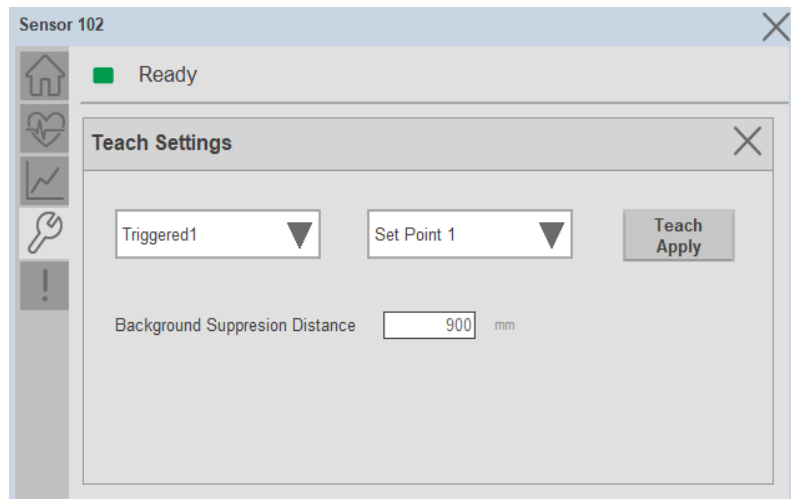 Sensor 102
Ready
Teach Settings
Triggered1
Set Point 1
Teach
Apply
Background Suppresion Distance 900 mm